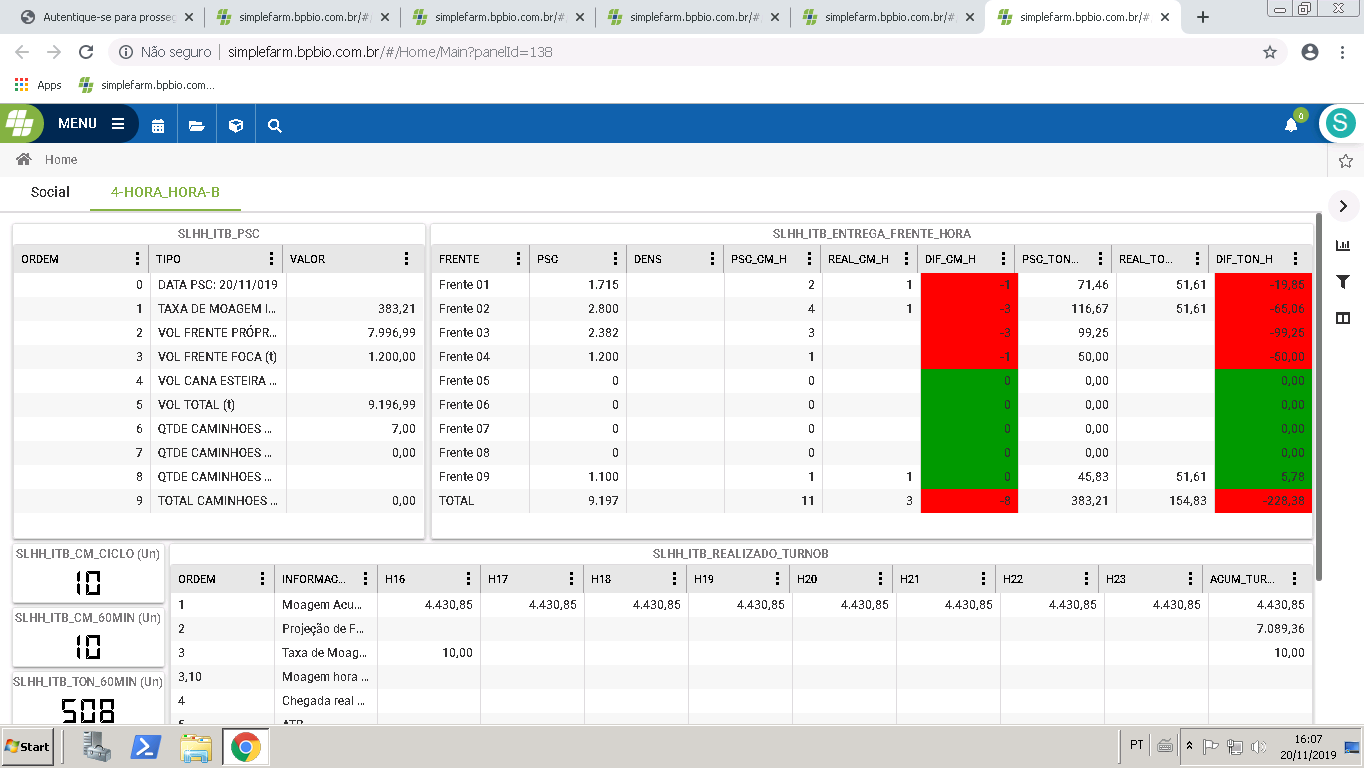 Autentique-se para prosseg
simplefarm.bpbio.com.br/#/
simplefarm.bpbio.com.br/#
simplefarm.bpbio.com.br/#
simplefarm.bpbio.com.br/#
simplefarm.bpbio.com.br/#
Não seguro
simplefarm.bpbio.com.br/#/Home/Main?panelId=138
Apps
simplefarm.bpbio.com....
MENU
0
S
Home
Social
4-HORA_HORA-B
SLHH_ITB_PSC
ORDEM TIPO VALOR
0 DATA PSC: 20/11/019
1 TAXA DE MOAGEM I... 383,21
2 VOL FRENTE PRÓPR... 7.996,99
3 VOL FRENTE FOCA (t) 1.200,00
4 VOL CANA ESTEIRA ...
5 VOL TOTAL (t) 9.196,99
6 QTDE CAMINHOES ... 7,00
7 QTDE CAMINHOES ... 0,00
8 QTDE CAMINHOES ...
9 TOTAL CAMINHOES ... 0,00
SLHH_ITB_ENTREGA_FRENTE_HORA
FRENTE PSC DENS PSC_CM_H REAL_CM_H DIF_CM_H PSC_TON... REAL_TO... DIF_TON_H
Frente 01 1.715 2 1 -1 71,46 51,61 -19,85
Frente 02 2.800 4 1 -3 116,67 51,61 -65,06
Frente 03 2.382 3 -3 99,25 -99,25
Frente 04 1.200 1 -1 50,00 -50,00
Frente 05 0 0 0 0,00 0,00
Frente 06 0 0 0 0,00 0,00
Frente 07 0 0 0 0,00 0,00
Frente 08 0 0 0 0,00 0,00
Frente 09 1.100 1 1 0 45,83 51,61 5,78
TOTAL 9.197 11 3 -8 383,21 154,83 -228,38
SLHH_ITB_CM_CICLO (Un)
10
SLHH_ITB_CM_60MIN (Un)
10
SLHH_ITB_TON_60MIN (Un)
508
SLHH_ITB_REALIZADO_TURNOB
ORDEM INFORMAC... H16 H17 H18 H19 H20 H21 H22 H23 ACUM_TUR...
1 Moagem Acu... 4.430,85 4.430,85 4.430,85 4.430,85 4.430,85 4.430,85 4.430,85 4.430,85 4.430,85
2 Projeção de F... 7.089,36
3 Taxa de Moag... 10,00 10,00
3,10 Moagem hora ...
4 Chegada real ...
5 ATR
Start
PT
16:07
20/11/2019